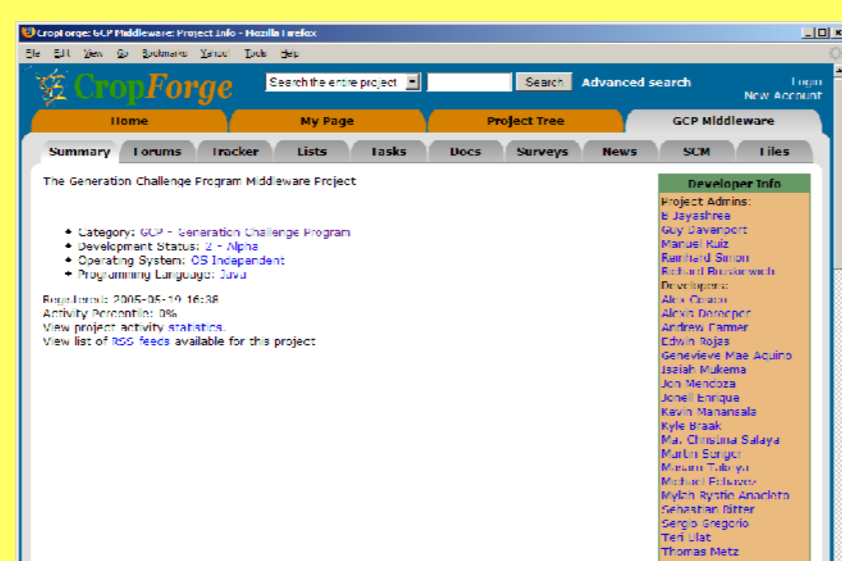 CropForge: GCP Middleware: Project Info - Mozilla Firefox
File Edit View Go Bookmarks Yahoo! Tools Help
CropForge Search the entire project Search Advanced search Login
New Account
Home My Page Project Tree GCP Middleware
Summary Forums Tracker Lists Tasks Docs Surveys News SCM Files
The Generation Challenge Program Middleware Project
Category: GCP - Generation Challenge Program
Development Status: 2 - Alpha
Operating System: OS Independent
Programming Language: Java
Registered: 2005-05-19 16:38
Activity Percentile: 0%
View project activity statistics.
View list of RSS feeds available for this project
Developer Info
Project Admins:
B Jayashree
Guy Davenport
Manuel Ruiz
Reinhard Simon
Richard Bruskiewich
Developers:
Alex Cosico
Alexis Dereeper
Andrew Farmer
Edwin Rojas
Genevieve Mae Aquino
Isaiah Mukema
Jon Mendoza
Jonell Enrique
Kevin Manansala
Kyle Braak
Ma. Christina Salaya
Martin Senger
Masaru Takeya
Michael Echavez
Mylah Rystie Anacleto
Sebastian Ritter
Sergio Gregorio
Teri Ulat
Thomas Metz